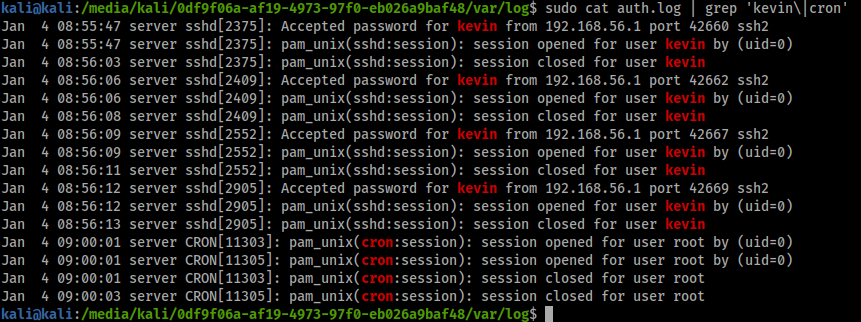 kali@kali:/media/kali/0df9f06a-af19-4973-97f0-eb026a9baf48/var/log$ sudo cat auth.log | grep 'kevin\|cron'
Jan  4 08:55:47 server sshd[2375]: Accepted password for kevin from 192.168.56.1 port 42660 ssh2
Jan  4 08:55:47 server sshd[2375]: pam_unix(sshd:session): session opened for user kevin by (uid=0)
Jan  4 08:56:03 server sshd[2375]: pam_unix(sshd:session): session closed for user kevin
Jan  4 08:56:06 server sshd[2409]: Accepted password for kevin from 192.168.56.1 port 42662 ssh2
Jan  4 08:56:06 server sshd[2409]: pam_unix(sshd:session): session opened for user kevin by (uid=0)
Jan  4 08:56:08 server sshd[2409]: pam_unix(sshd:session): session closed for user kevin
Jan  4 08:56:09 server sshd[2552]: Accepted password for kevin from 192.168.56.1 port 42667 ssh2
Jan  4 08:56:09 server sshd[2552]: pam_unix(sshd:session): session opened for user kevin by (uid=0)
Jan  4 08:56:11 server sshd[2552]: pam_unix(sshd:session): session closed for user kevin
Jan  4 08:56:12 server sshd[2905]: Accepted password for kevin from 192.168.56.1 port 42669 ssh2
Jan  4 08:56:12 server sshd[2905]: pam_unix(sshd:session): session opened for user kevin by (uid=0)
Jan  4 08:56:13 server sshd[2905]: pam_unix(sshd:session): session closed for user kevin
Jan  4 09:00:01 server CRON[11303]: pam_unix(cron:session): session opened for user root by (uid=0)
Jan  4 09:00:01 server CRON[11305]: pam_unix(cron:session): session opened for user root by (uid=0)
Jan  4 09:00:01 server CRON[11303]: pam_unix(cron:session): session closed for user root
Jan  4 09:00:03 server CRON[11305]: pam_unix(cron:session): session closed for user root
kali@kali:/media/kali/0df9f06a-af19-4973-97f0-eb026a9baf48/var/log$